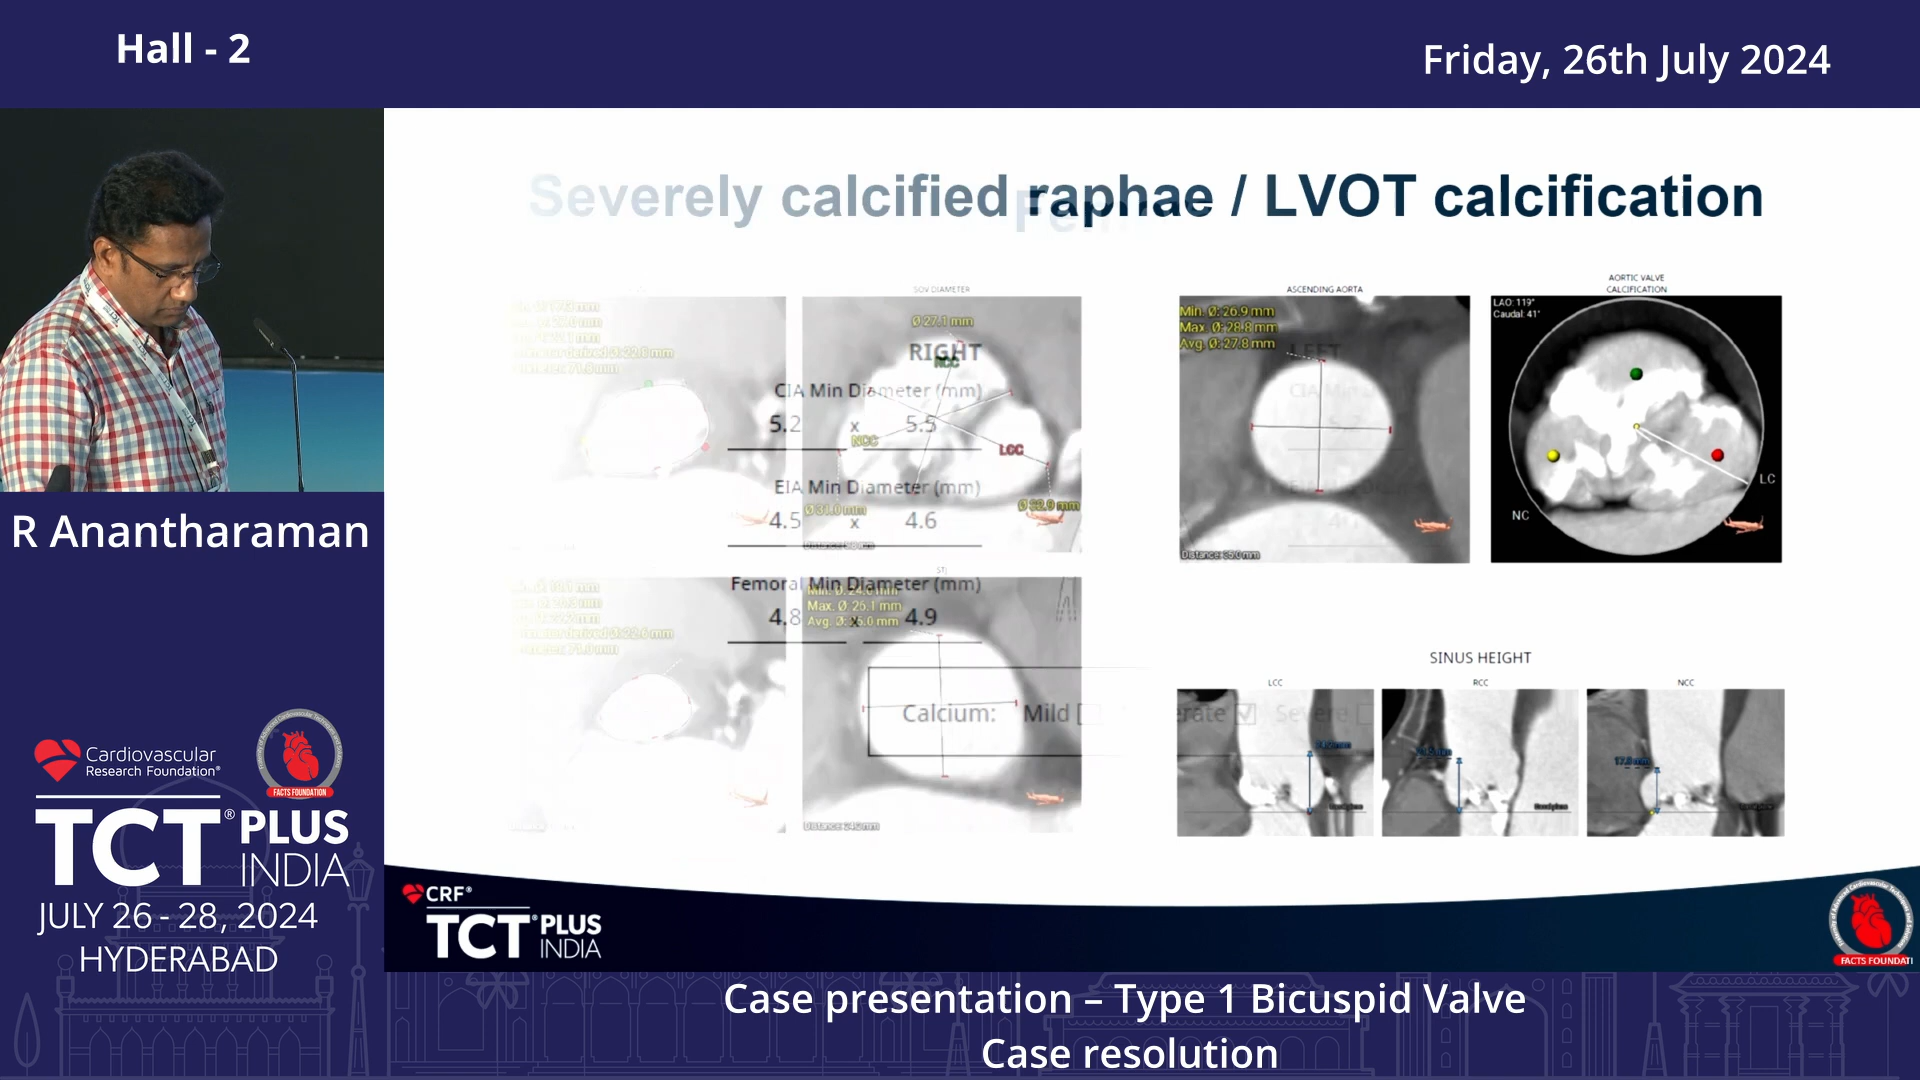 Hall - 2
Friday, 26th July 2024
R Anantharaman
Cardiovascular
Research Foundation®
FACTS FOUNDATION
TCT® PLUS
INDIA
JULY 26 - 28, 2024
HYDERABAD
Severely calcified raphae / LVOT calcification
SOV DIAMETER
Ø 27.1 mm
NCC
LCC
RIGHT
CIA Min Diameter (mm)
5.2 x 5.5
EIA Min Diameter (mm)
4.5 x 4.6
Femoral Min Diameter (mm)
4.8 x 4.9
Max. Ø: 26.1 mm
Calcium: Mild
Severe
ASCENDING AORTA
Min. Ø: 26.9 mm
Max. Ø: 28.8 mm
Avg. Ø: 27.8 mm
LEFT
AORTIC VALVE
CALCIFICATION
LAO: 119°
Caudal: 41°
LC
NC
SINUS HEIGHT
LCC
RCC
NCC
CRF®
TCT® PLUS
INDIA
Case presentation – Type 1 Bicuspid Valve
Case resolution